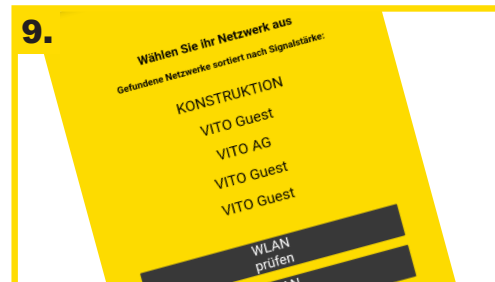 9.
Wählen Sie ihr Netzwerk aus
Gefundene Netzwerke sortiert nach Signalstärke:
KONSTRUKTION
VITO Guest
VITO AG
VITO Guest
VITO Guest
WLAN
prüfen